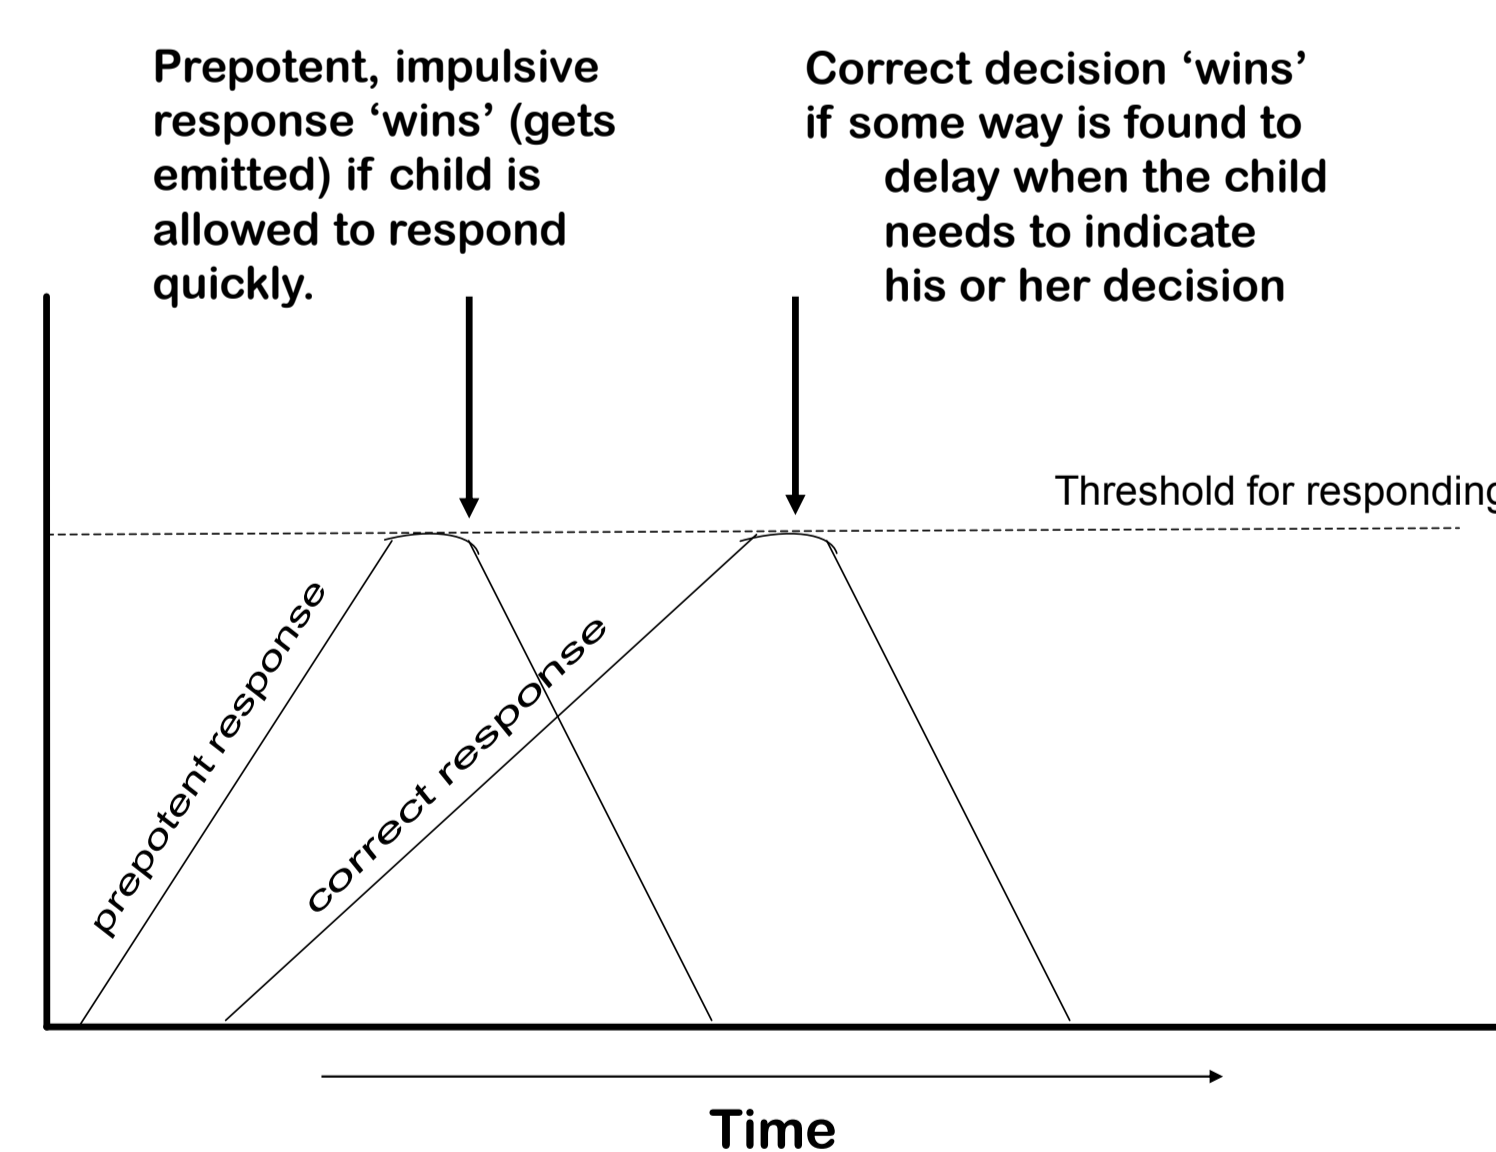 Prepotent, impulsive
response ‘wins’ (gets
emitted) if child is
allowed to respond
quickly.
Correct decision ‘wins’
if some way is found to
delay when the child
needs to indicate
his or her decision
Threshold for responding
prepotent response
correct response
Time